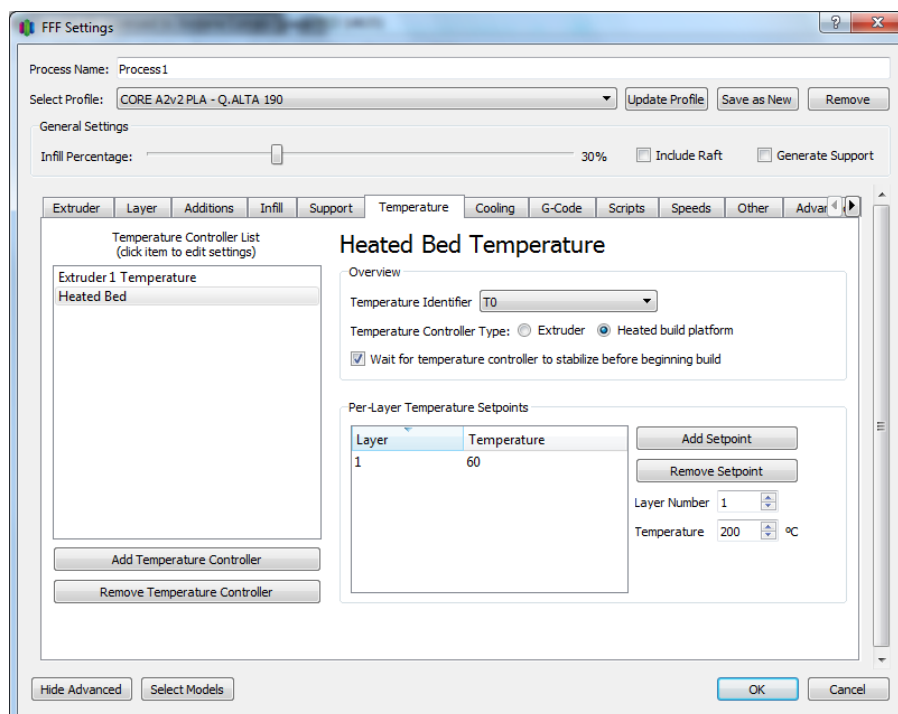 FFF Settings
Process Name: Process1
Select Profile: CORE A2v2 PLA - Q.ALTA 190 Update Profile Save as New Remove
General Settings
Infill Percentage: 30% Include Raft Generate Support
Extruder Layer Additions Infill Support Temperature Cooling G-Code Scripts Speeds Other
Temperature Controller List
(click item to edit settings)
Extruder 1 Temperature
Heated Bed
Add Temperature Controller
Remove Temperature Controller
Heated Bed Temperature
Overview
Temperature Identifier T0
Temperature Controller Type: Extruder Heated build platform
Wait for temperature controller to stabilize before beginning build
Per-Layer Temperature Setpoints
Layer Temperature
1 60
Add Setpoint
Remove Setpoint
Layer Number 1
Temperature 200 ºC
Hide Advanced Select Models OK Cancel